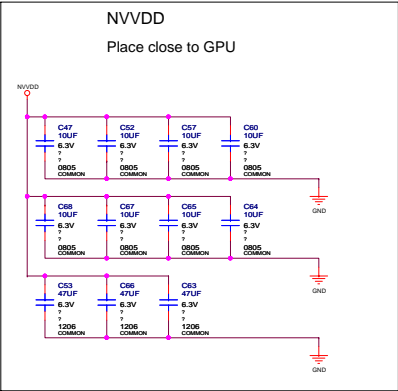 NVVDD
Place close to GPU
NVVDD
C47 C52 C57 C60
10UF 10UF 10UF 10UF
6.3V 6.3V 6.3V 6.3V
? ? ? ?
? ? ? ?
0805 0805 0805 0805
COMMON COMMON COMMON COMMON
GND
C68 C67 C65 C64
10UF 10UF 10UF 10UF
6.3V 6.3V 6.3V 6.3V
? ? ? ?
? ? ? ?
0805 0805 0805 0805
COMMON COMMON COMMON COMMON
GND
C53 C66 C63
47UF 47UF 47UF
6.3V 6.3V 6.3V
? ? ?
? ? ?
1206 1206 1206
COMMON COMMON COMMON
GND